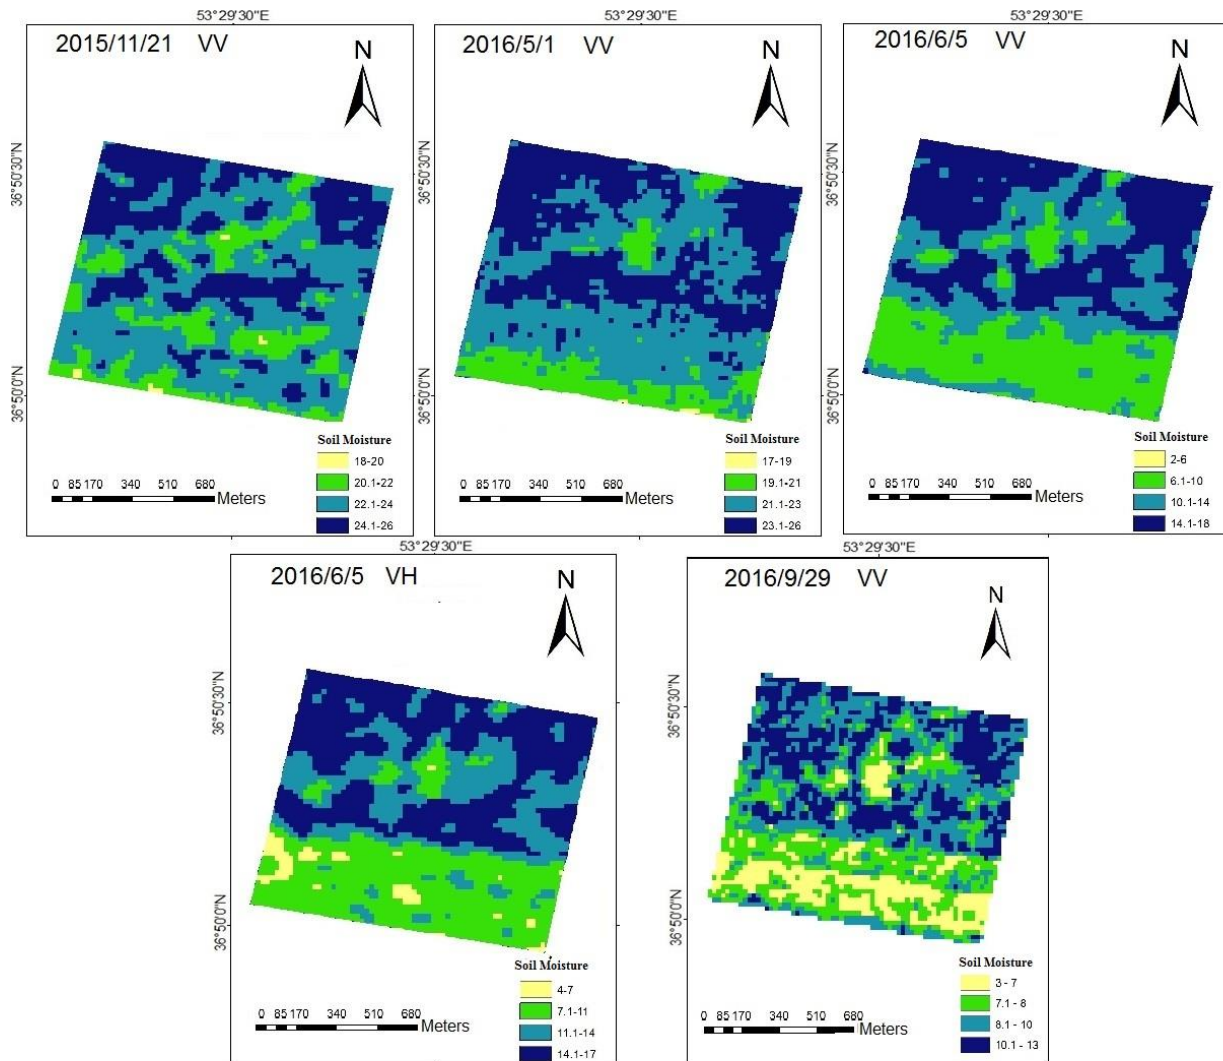 53°29'30"E
53°29'30"E
53°29'30"E
2015/11/21 VV
N
36°50'30"N
36°50'0"N
Soil Moisture
18-20
20.1-22
22.1-24
24.1-26
0 85 170 340 510 680
Meters
2016/5/1 VV
N
36°50'30"N
36°50'0"N
Soil Moisture
17-19
19.1-21
21.1-23
23.1-26
0 85 170 340 510 680
Meters
2016/6/5 VV
N
36°50'30"N
36°50'0"N
Soil Moisture
2-6
6.1-10
10.1-14
14.1-18
0 85 170 340 510 680
Meters
53°29'30"E
53°29'30"E
2016/6/5 VH
N
36°50'30"N
36°50'0"N
Soil Moisture
4-7
7.1-11
11.1-14
14.1-17
0 85 170 340 510 680
Meters
2016/9/29 VV
N
36°50'30"N
36°50'0"N
Soil Moisture
3 - 7
7.1 - 8
8.1 - 10
10.1 - 13
0 85 170 340 510 680
Meters